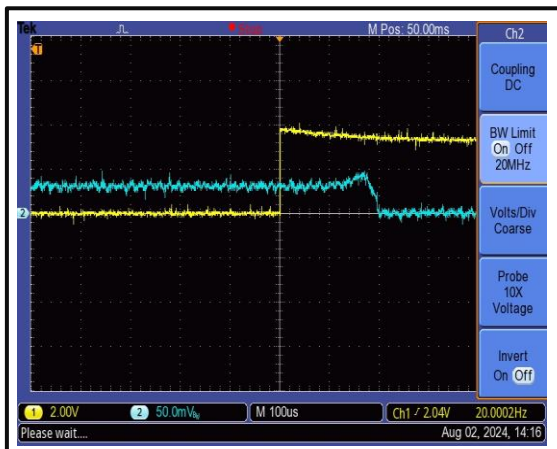 Tek
Stop
M Pos: 50.00ms
Ch2
T
Coupling
DC
BW Limit
On Off
20MHz
2
Volts/Div
Coarse
Probe
10X
Voltage
Invert
On Off
1 2.00V
2 50.0mVBW
M 100us
Ch1 / 2.04V
20.0002Hz
Please wait....
Aug 02, 2024, 14:16